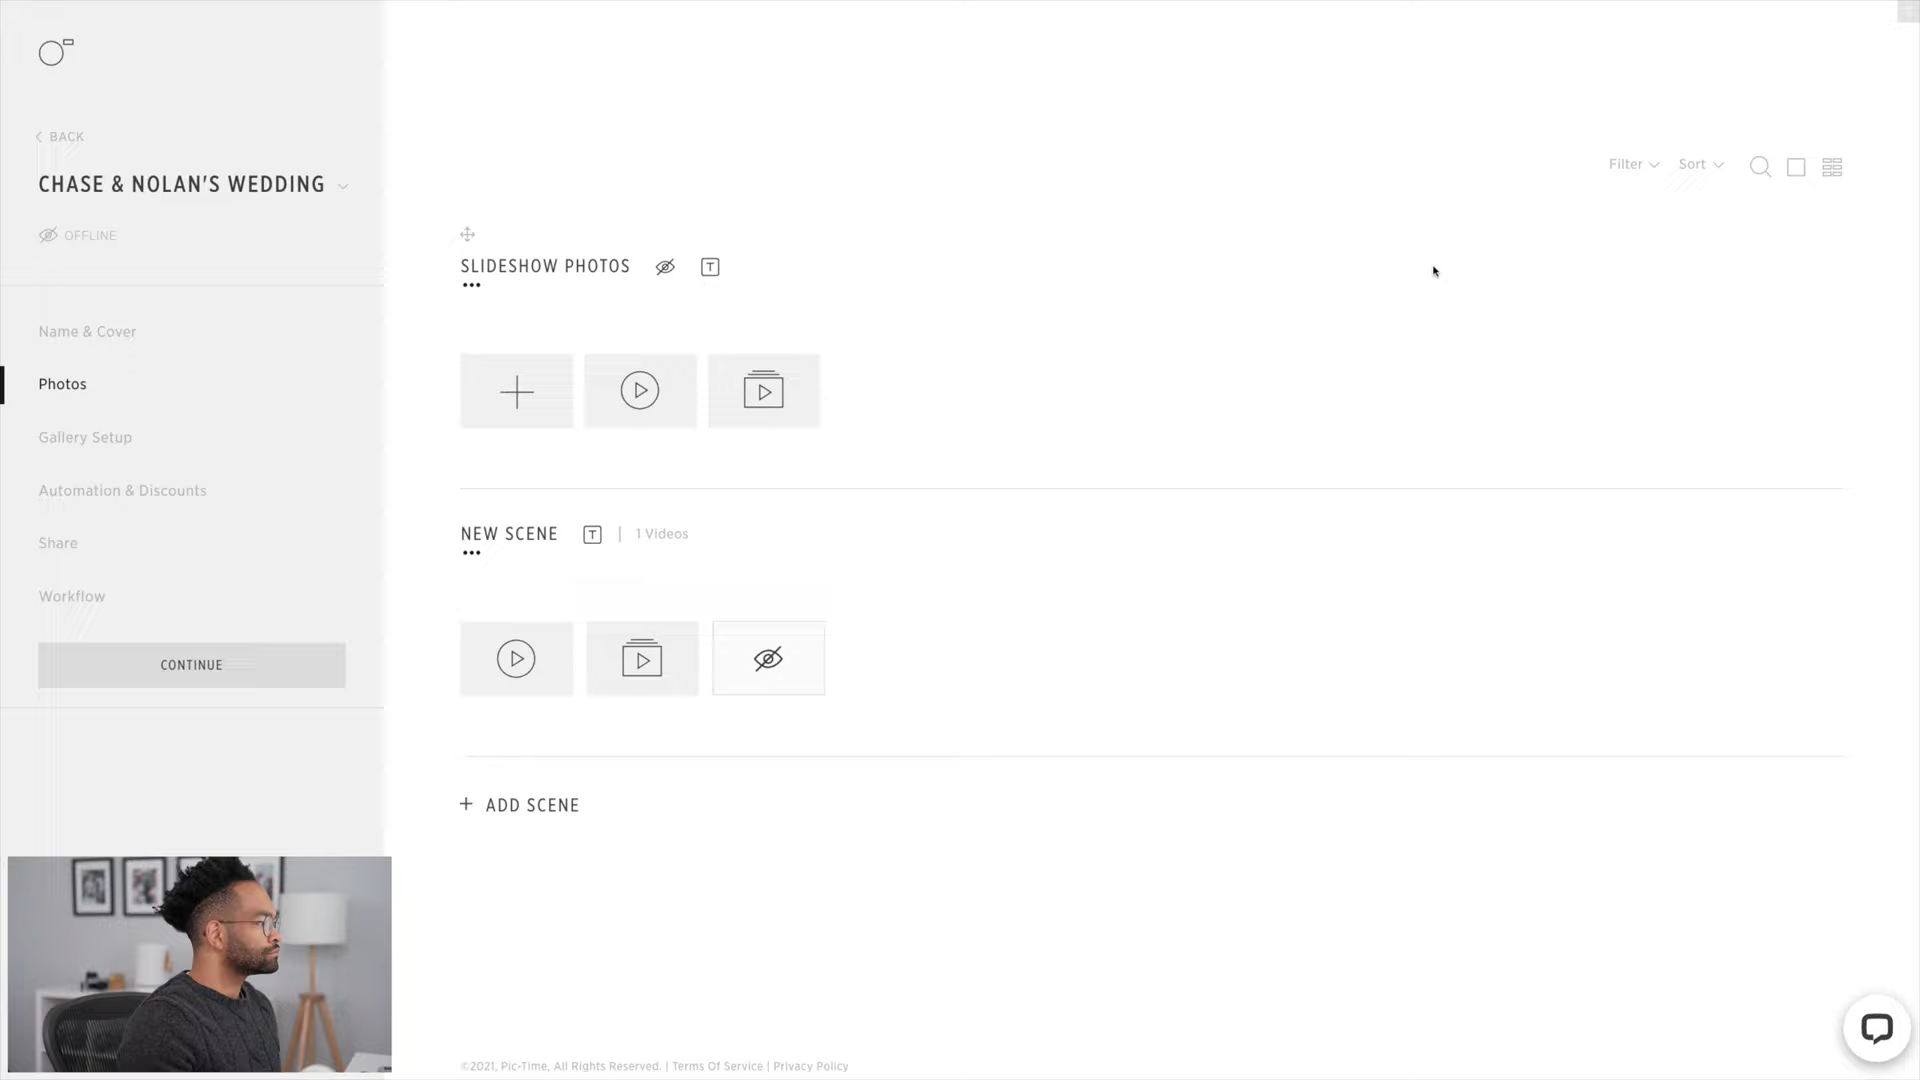 BACK
CHASE & NOLAN'S WEDDING
OFFLINE
Name & Cover
Photos
Gallery Setup
Automation & Discounts
Share
Workflow
CONTINUE
Filter
Sort
SLIDESHOW PHOTOS
T
NEW SCENE T | 1 Videos
+ ADD SCENE
©2021, Pic-Time, All Rights Reserved. | Terms Of Service | Privacy Policy